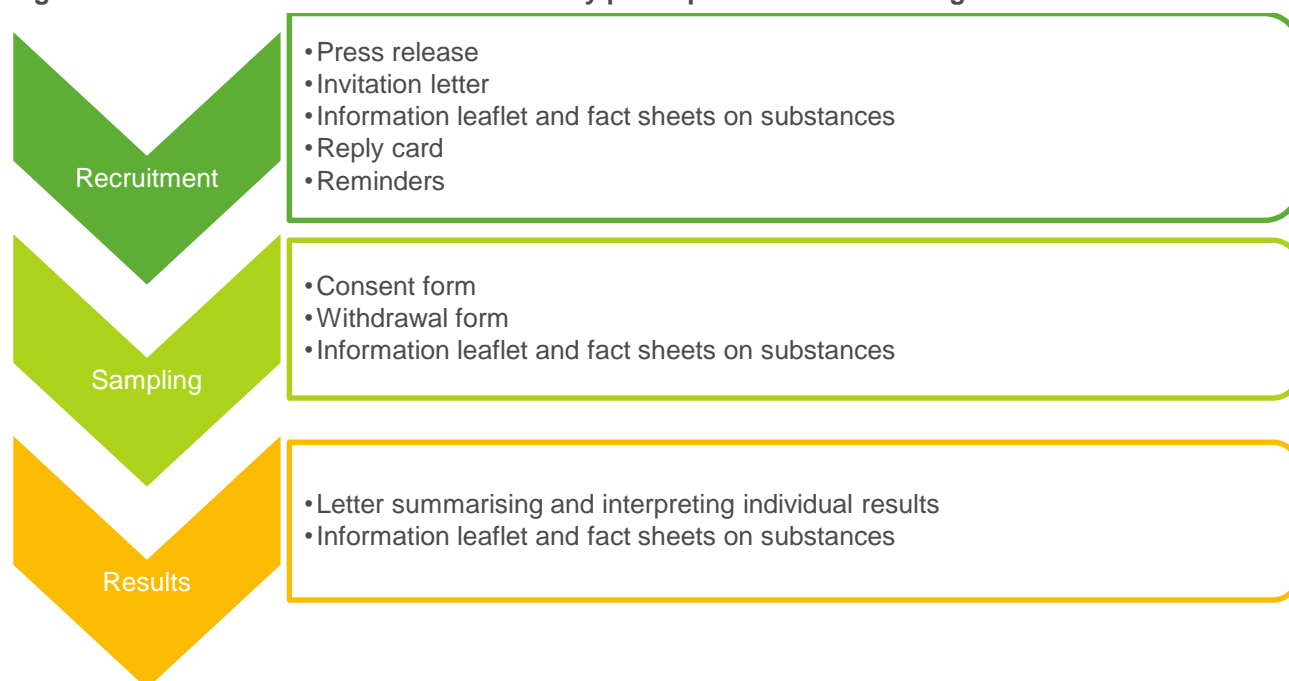 Recruitment
•Press release
•Invitation letter
•Information leaflet and fact sheets on substances
•Reply card
•Reminders
Sampling
•Consent form
•Withdrawal form
•Information leaflet and fact sheets on substances
Results
•Letter summarising and interpreting individual results
•Information leaflet and fact sheets on substances